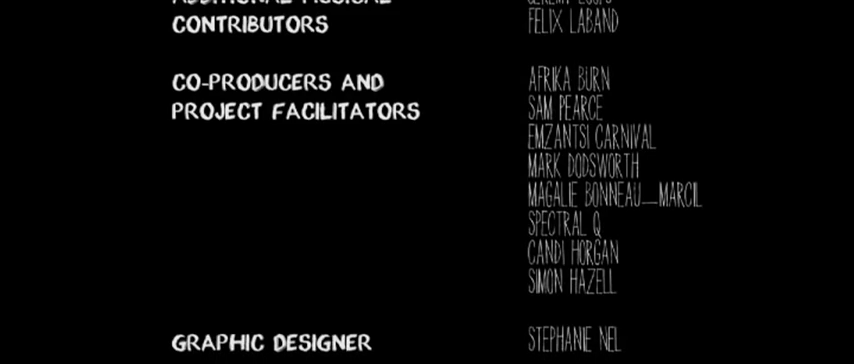 CONTRIBUTORS
FELIX LABAND
CO-PRODUCERS AND
PROJECT FACILITATORS
AFRIKA BURN
SAM PEARCE
EMZANTSI CARNIVAL
MARK DODSWORTH
MAGALIE BONNEAU_MARCIL
SPECTRAL Q
CANDI HORGAN
SIMON HAZELL
GRAPHIC DESIGNER
STEPHANIE NEL